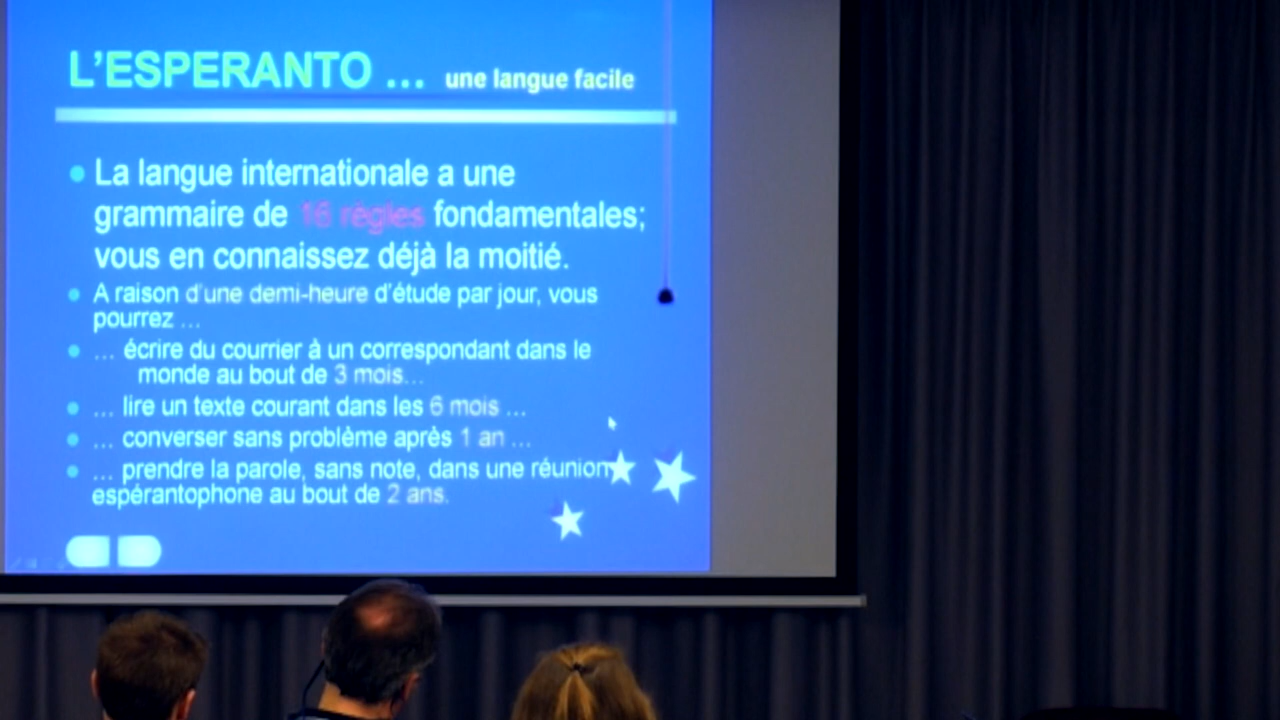 L'ESPERANTO ... une langue facile
La langue internationale a une
grammaire de 16 règles fondamentales;
vous en connaissez déjà la moitié.
A raison d'une demi-heure d'étude par jour, vous
pourrez ...
... écrire du courrier à un correspondant dans le
monde au bout de 3 mois...
... lire un texte courant dans les 6 mois ...
... converser sans problème après 1 an ...
... prendre la parole, sans note, dans une réunion
espérantophone au bout de 2 ans.